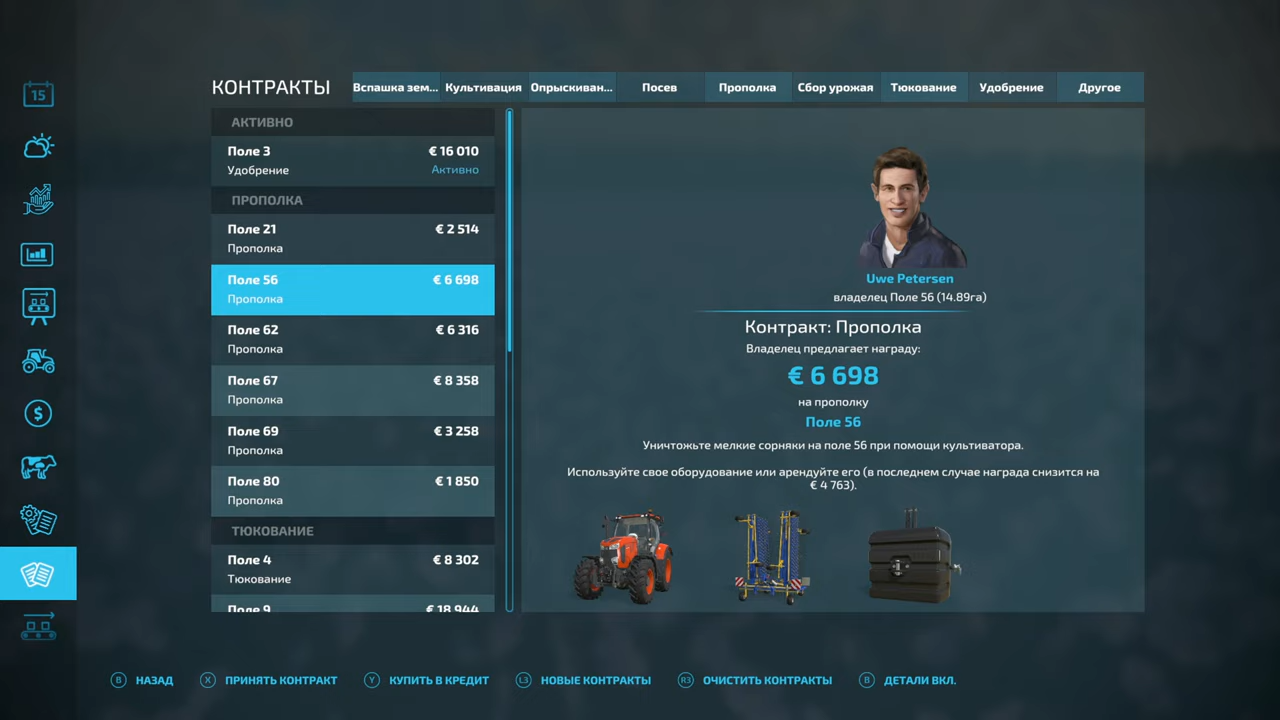 15
КОНТРАКТЫ
Вспашка зем...
Культивация
Опрыскиван...
Посев
Прополка
Сбор урожая
Тюкование
Удобрение
Другое
АКТИВНО
Поле 3 € 16 010
Удобрение Активно
ПРОПОЛКА
Поле 21 € 2 514
Прополка
Поле 56 € 6 698
Прополка
Поле 62 € 6 316
Прополка
Поле 67 € 8 358
Прополка
Поле 69 € 3 258
Прополка
Поле 80 € 1 850
Прополка
ТЮКОВАНИЕ
Поле 4 € 8 302
Тюкование
Поле 9 € 18 944
Uwe Petersen
владелец Поле 56 (14.89га)
Контракт: Прополка
Владелец предлагает награду:
€ 6 698
на прополку
Поле 56
Уничтожьте мелкие сорняки на поле 56 при помощи культиватора.
Используйте свое оборудование или арендуйте его (в последнем случае награда снизится на
€ 4 763).
B НАЗАД
X ПРИНЯТЬ КОНТРАКТ
Y КУПИТЬ В КРЕДИТ
L3 НОВЫЕ КОНТРАКТЫ
R3 ОЧИСТИТЬ КОНТРАКТЫ
B ДЕТАЛИ ВКЛ.